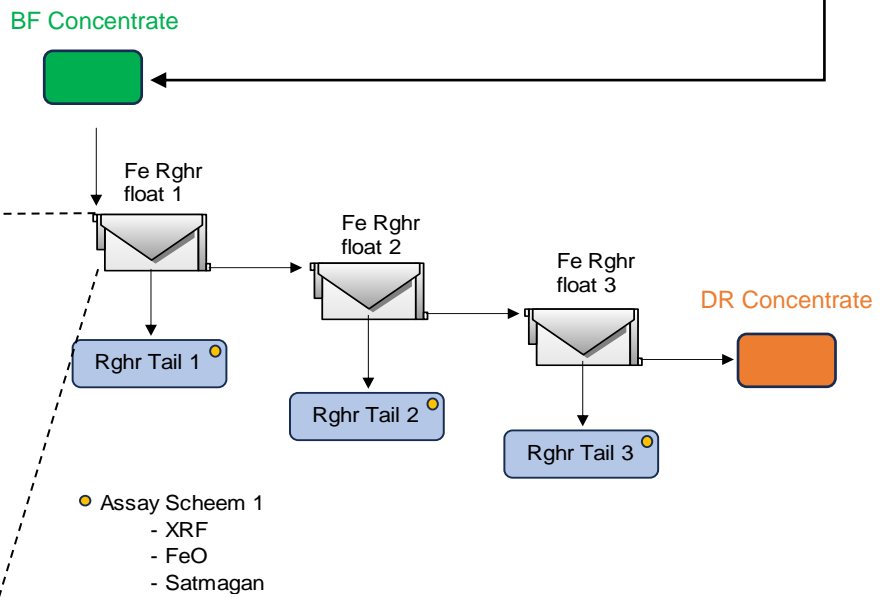 BF Concentrate
Fe Rghr
float 1
Fe Rghr
float 2
Fe Rghr
float 3
DR Concentrate
Rghr Tail 1
Rghr Tail 2
Rghr Tail 3
Assay Scheem 1
- XRF
- FeO
- Satmagan